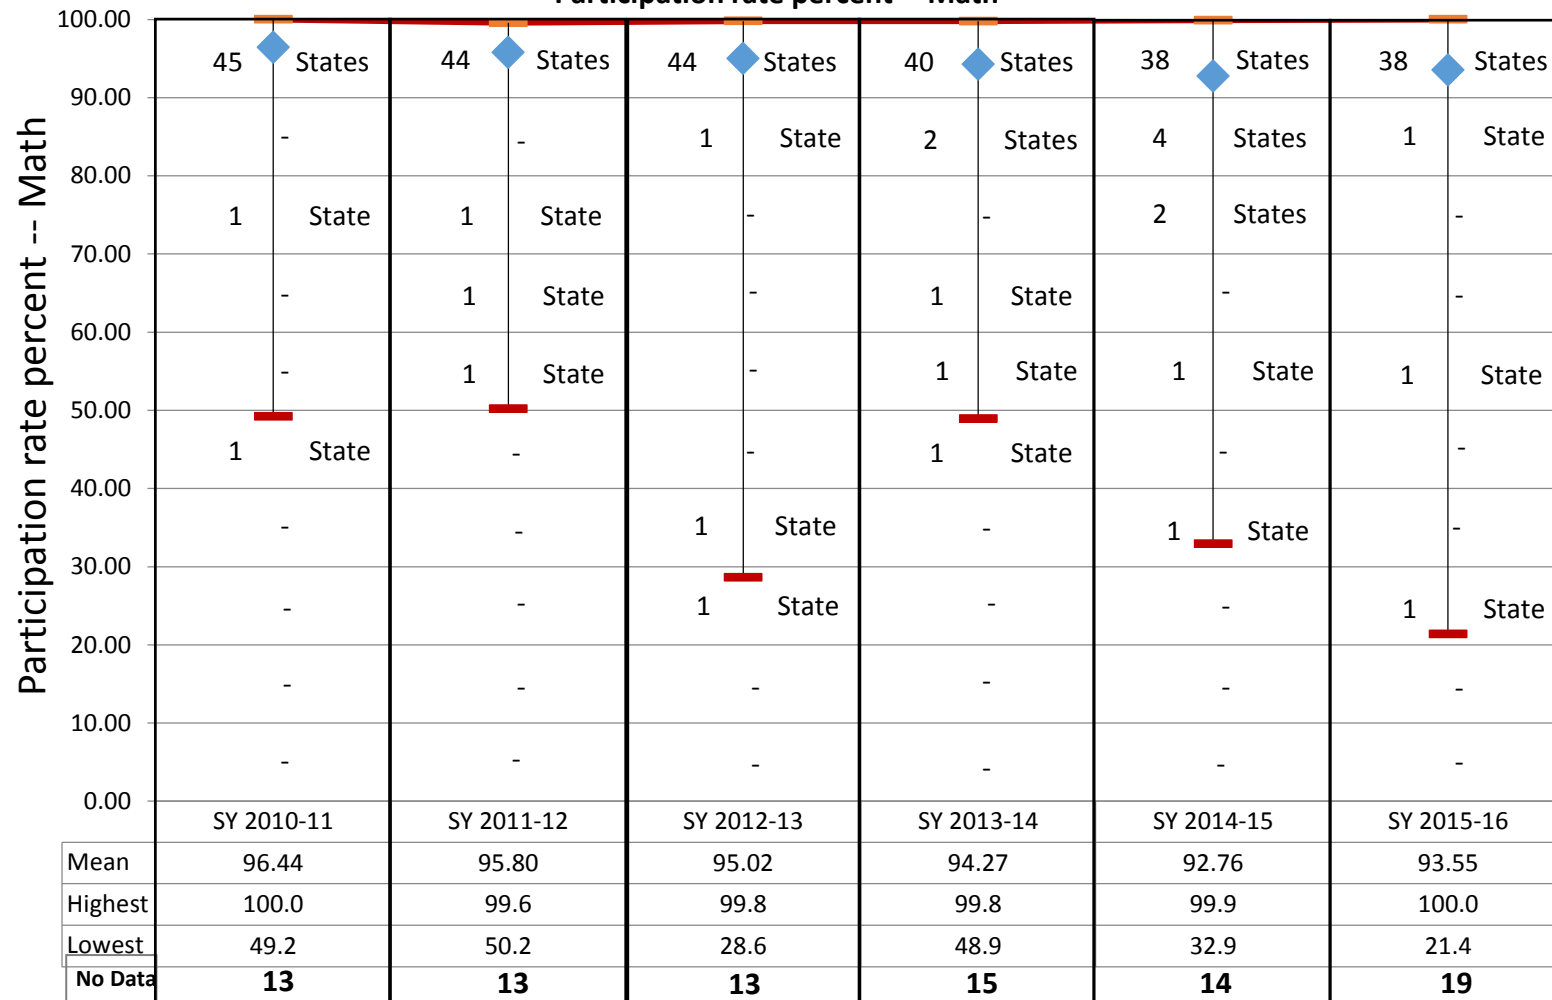 Participation rate percent -- Math
100.00
45 States 44 States 44 States 40 States 38 States 38 States
90.00
- - 1 State 2 States 4 States 1 State
80.00
1 State 1 State - - 2 States -
70.00
- 1 State - 1 State - -
60.00
- 1 State - 1 State 1 State 1 State
50.00
1 State - - 1 State - -
40.00
- - 1 State - 1 State -
30.00
- - 1 State - - 1 State
20.00
- - - - - -
10.00
- - - - - -
0.00
SY 2010-11 SY 2011-12 SY 2012-13 SY 2013-14 SY 2014-15 SY 2015-16
Mean 96.44 95.80 95.02 94.27 92.76 93.55
Highest 100.0 99.6 99.8 99.8 99.9 100.0
Lowest 49.2 50.2 28.6 48.9 32.9 21.4
No Data 13 13 13 15 14 19
Participation rate percent -- Math